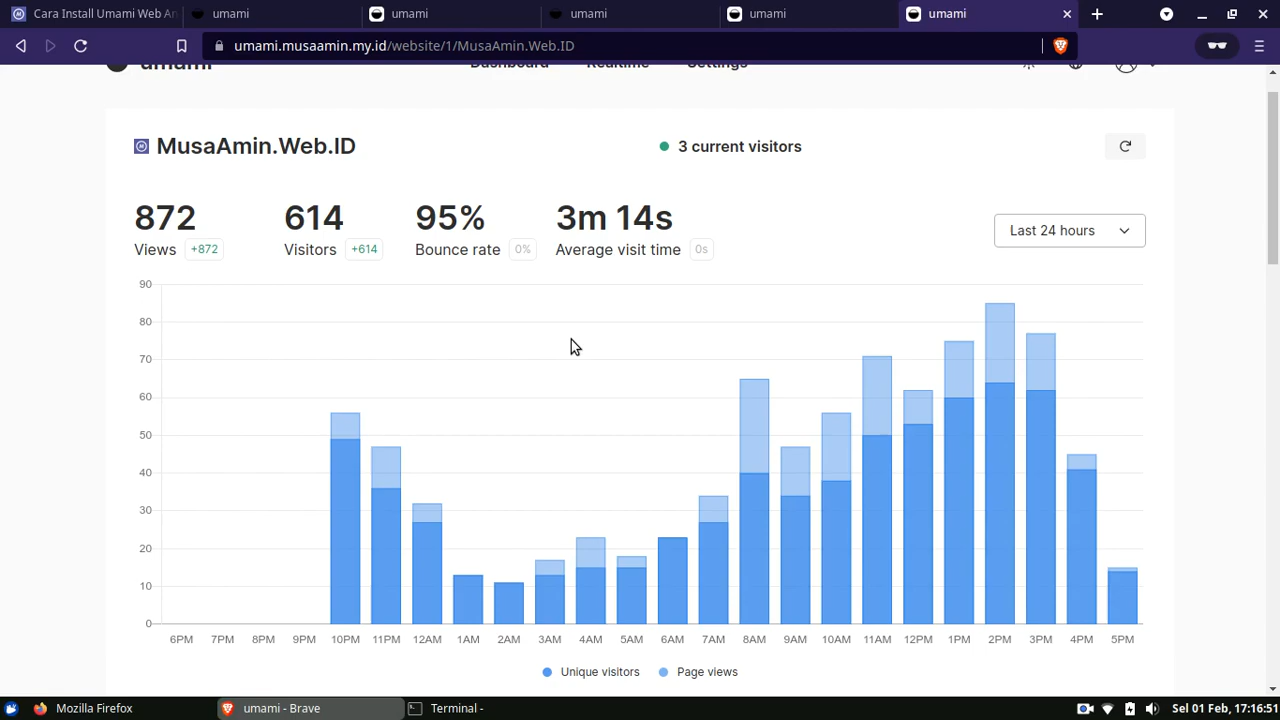 Cara Install Umami Web An
umami
umami
umami
umami
umami
umami.musaamin.my.id/website/1/MusaAmin.Web.ID
umami
Dashboard
Realtime
Settings
MusaAmin.Web.ID
3 current visitors
872
614
95%
3m 14s
Views +872
Visitors +614
Bounce rate 0%
Average visit time 0s
Last 24 hours
90
80
70
60
50
40
30
20
10
0
6PM 7PM 8PM 9PM 10PM 11PM 12AM 1AM 2AM 3AM 4AM 5AM 6AM 7AM 8AM 9AM 10AM 11AM 12PM 1PM 2PM 3PM 4PM 5PM
Unique visitors Page views
Mozilla Firefox
umami - Brave
Terminal -
Sel 01 Feb, 17:16:51